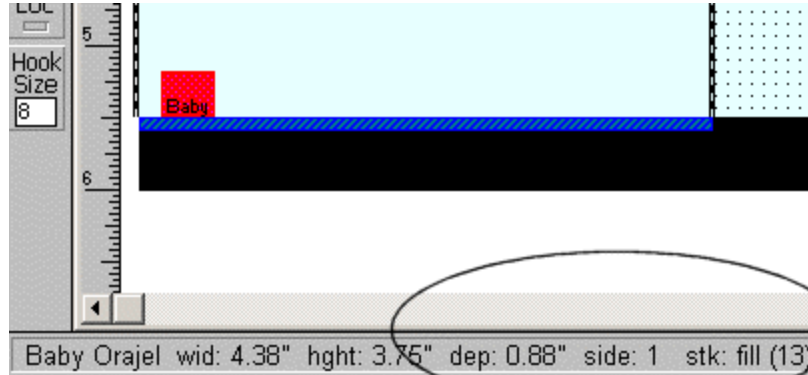 Loc
5
Hook
Size
8
Baby
6
Baby Orajel wid: 4.38" hght: 3.75" dep: 0.88" side: 1 stk: fill (13)